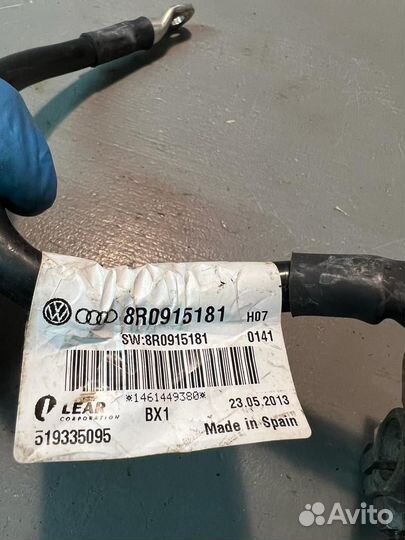 8R0915181 H07
SW:8R0915181 0141
*1461449380*
LEAR
CORPORATION
BX1 23.05.2013
519335095 Made in Spain
Avito